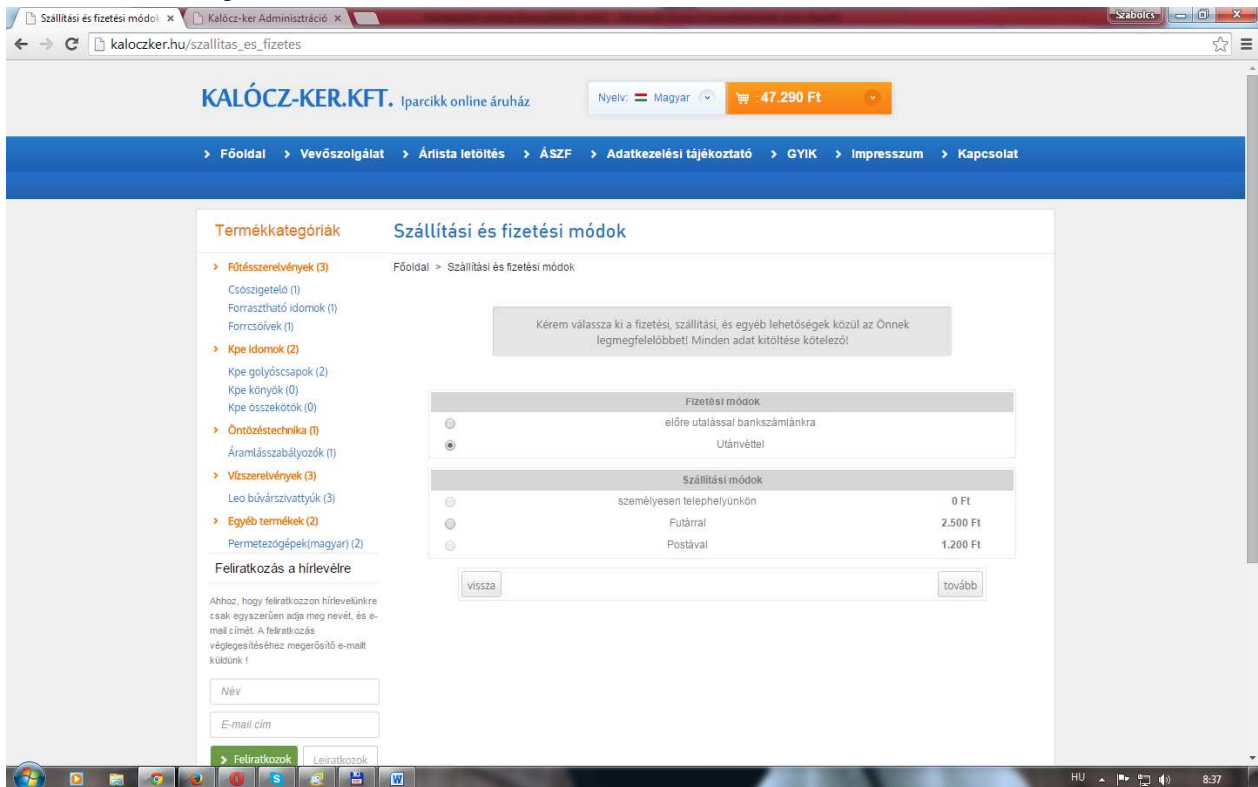 Szállítási és fizetési módok
Kalócz-ker Adminisztráció
Szabolcs
kaloczker.hu/szallitas_es_fizetes
KALÓCZ-KER.KFT. Iparcikk online áruház
Nyelv: Magyar
: 47.290 Ft
Főoldal
Vevőszolgálat
Árlista letöltés
ÁSZF
Adatkezelési tájékoztató
GYIK
Impresszum
Kapcsolat
Termékkategóriák
Fűtésszerelvények (3)
Csőszigetelő (1)
Forrasztható idomok (1)
Forrcsőívek (1)
Kpe Idomok (2)
Kpe golyóscsapok (2)
Kpe könyök (0)
Kpe összekötök (0)
Öntözéstechnika (1)
Áramlásszabályozók (1)
Vízszerelvények (3)
Leo búvárszivattyúk (3)
Egyéb termékek (2)
Permetezőgépek(magyar) (2)
Feliratkozás a hírlevélre
Ahhoz, hogy feliratkozzon hírlevelünkre
csak egyszerűen adja meg nevét, és e-
mail címét. A feliratkozás
véglegesítéséhez megerősítő e-mailt
küldünk !
Név
E-mail cím
Feliratkozok
Leiratkozok
Szállítási és fizetési módok
Főoldal > Szállítási és fizetési módok
Kérem válassza ki a fizetési, szállítási, és egyéb lehetőségek közül az Önnek
legmegfelelőbbet! Minden adat kitöltése kötelező!
Fizetési módok
előre utalással bankszámlánkra
Utánvéttel
Szállítási módok
személyesen telephelyünkön 0 Ft
Futárral 2.500 Ft
Postával 1.200 Ft
vissza
tovább
HU
8:37